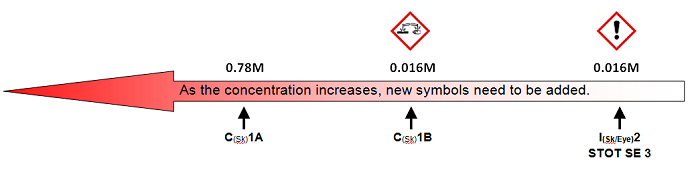 0.78M 0.016M 0.016M
As the concentration increases, new symbols need to be added.
C(Sk)1A C(Sk)1B I(Sk/Eye)2
STOT SE 3